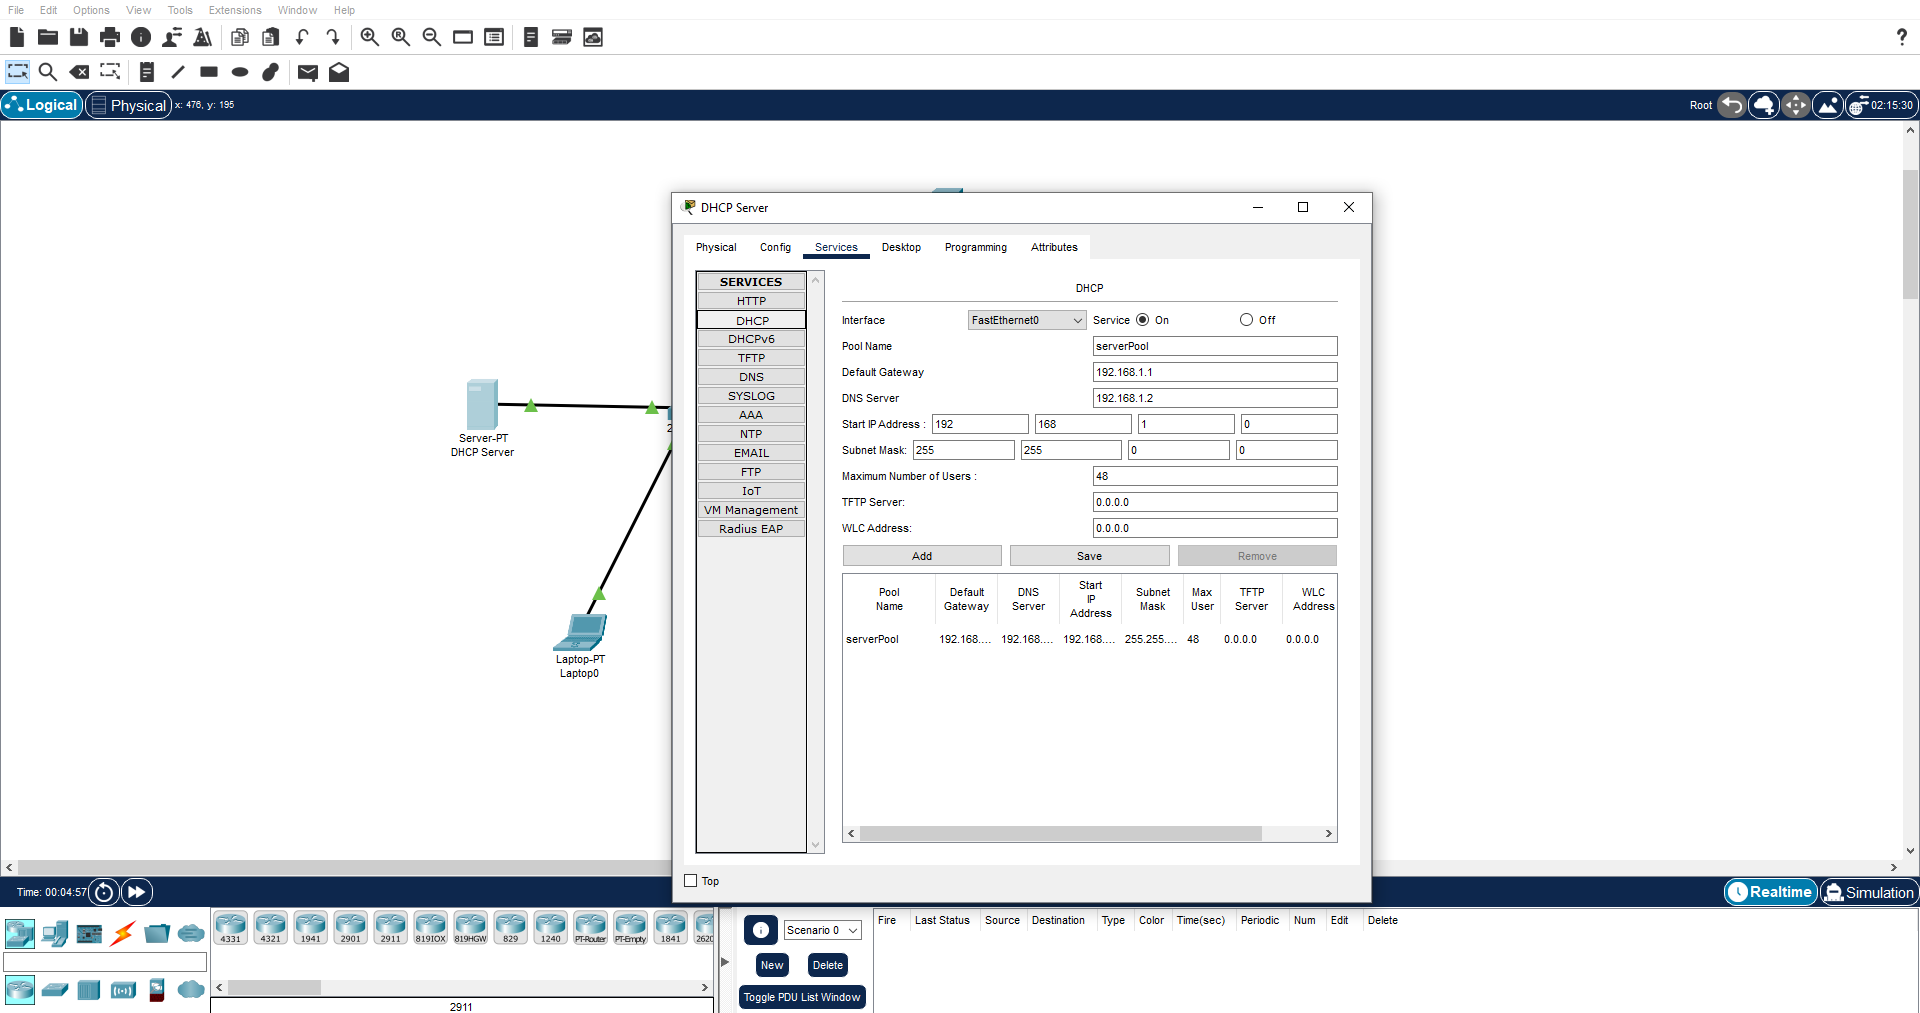 File Edit Options View Tools Extensions Window Help
Logical Physical x: 476, y: 195 Root 02:15:30
DHCP Server
Physical Config Services Desktop Programming Attributes
SERVICES
HTTP
DHCP
DHCPv6
TFTP
DNS
SYSLOG
AAA
NTP
EMAIL
FTP
IoT
VM Management
Radius EAP
DHCP
Interface FastEthernet0 Service On Off
Pool Name serverPool
Default Gateway 192.168.1.1
DNS Server 192.168.1.2
Start IP Address : 192 168 1 0
Subnet Mask: 255 255 0 0
Maximum Number of Users : 48
TFTP Server: 0.0.0.0
WLC Address: 0.0.0.0
Add Save Remove
Pool Name Default Gateway DNS Server Start IP Address Subnet Mask Max User TFTP Server WLC Address
serverPool 192.168.... 192.168.... 192.168.... 255.255.... 48 0.0.0.0 0.0.0.0
Top
Server-PT
DHCP Server
2
Laptop-PT
Laptop0
Time: 00:04:57 Realtime Simulation
4331 4321 1941 2901 2911 819IOX 819HGW 829 1240 PT-Router PT-Empty 1841 2620
2911
Scenario 0
New Delete
Toggle PDU List Window
Fire Last Status Source Destination Type Color Time(sec) Periodic Num Edit Delete